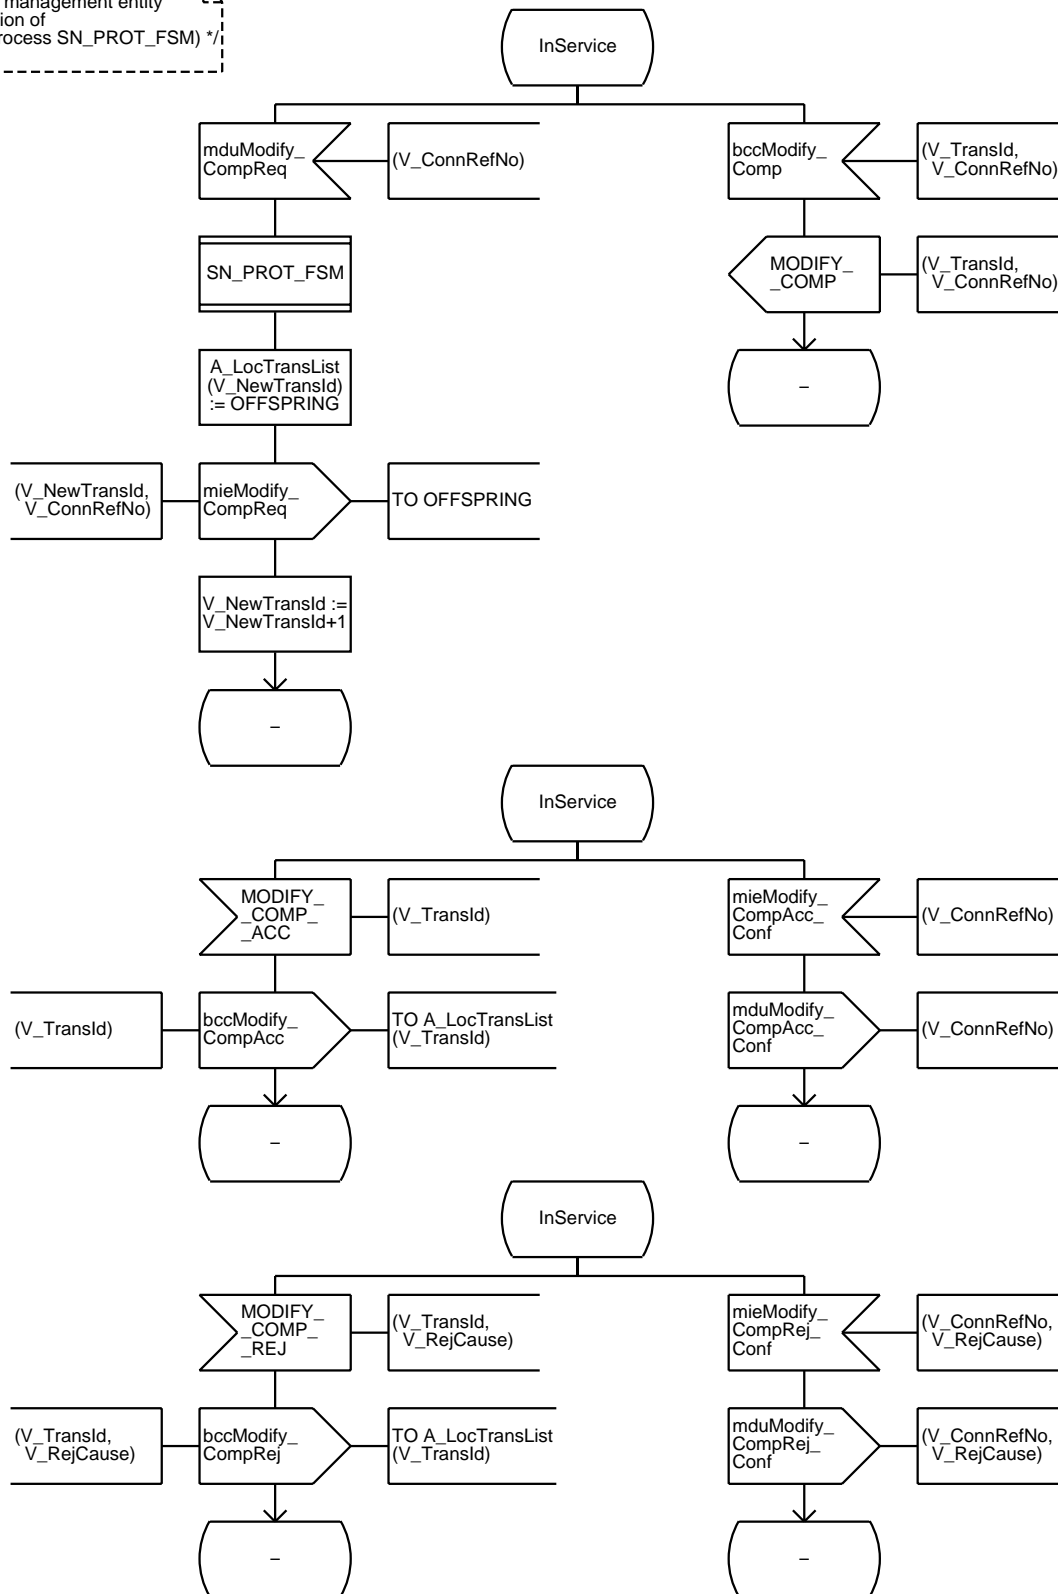 management entity
ion of
rocess SN_PROT_FSM) */
InService
mduModify_
CompReq
(V_ConnRefNo)
bccModify_
Comp
(V_TransId,
V_ConnRefNo)
SN_PROT_FSM
MODIFY_
_COMP
(V_TransId,
V_ConnRefNo)
A_LocTransList
(V_NewTransId)
:= OFFSPRING
–
(V_NewTransId,
V_ConnRefNo)
mieModify_
CompReq
TO OFFSPRING
V_NewTransId :=
V_NewTransId+1
–
InService
MODIFY_
_COMP_
_ACC
(V_TransId)
mieModify_
CompAcc_
Conf
(V_ConnRefNo)
(V_TransId)
bccModify_
CompAcc
TO A_LocTransList
(V_TransId)
mduModify_
CompAcc_
Conf
(V_ConnRefNo)
–
–
InService
MODIFY_
_COMP_
_REJ
(V_TransId,
V_RejCause)
mieModify_
CompRej_
Conf
(V_ConnRefNo,
V_RejCause)
(V_TransId,
V_RejCause)
bccModify_
CompRej
TO A_LocTransList
(V_TransId)
mduModify_
CompRej_
Conf
(V_ConnRefNo,
V_RejCause)
–
–